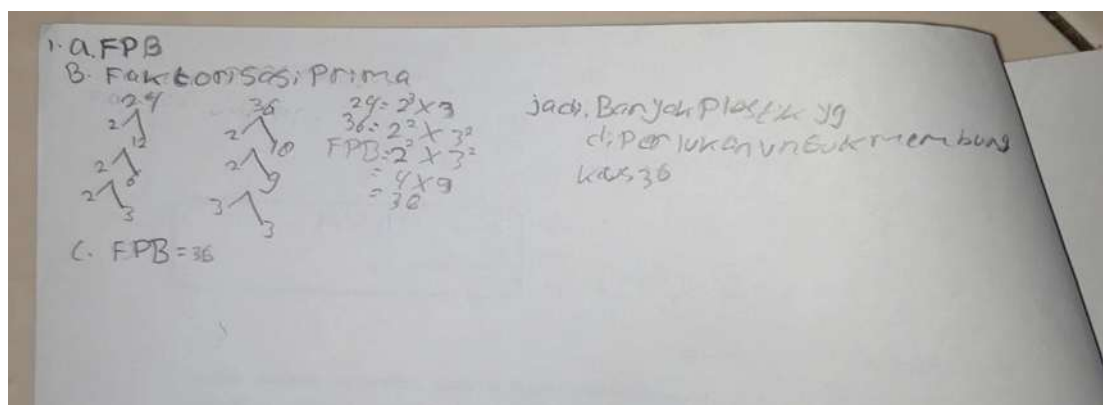 1. a. FPB
B. Faktorisasi Prima
24 36
2 12 2 18
2 6 2 9
2 3 3 3
24 = 2³ x 3
36 = 2² x 3²
FPB = 2² x 3²
= 4 x 9
= 36
C. FPB = 36
jadi, Banyak Plastik yg
diPerlukan untuk membung
kus 36